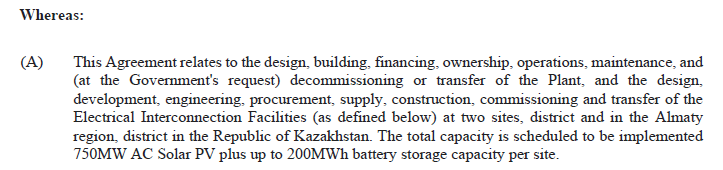 Whereas:
(A) This Agreement relates to the design, building, financing, ownership, operations, maintenance, and
(at the Government's request) decommissioning or transfer of the Plant, and the design,
development, engineering, procurement, supply, construction, commissioning and transfer of the
Electrical Interconnection Facilities (as defined below) at two sites, district and in the Almaty
region, district in the Republic of Kazakhstan. The total capacity is scheduled to be implemented
750MW AC Solar PV plus up to 200MWh battery storage capacity per site.